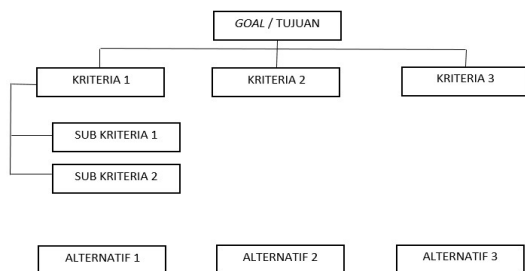 GOAL / TUJUAN
KRITERIA 1
KRITERIA 2
KRITERIA 3
SUB KRITERIA 1
SUB KRITERIA 2
ALTERNATIF 1
ALTERNATIF 2
ALTERNATIF 3